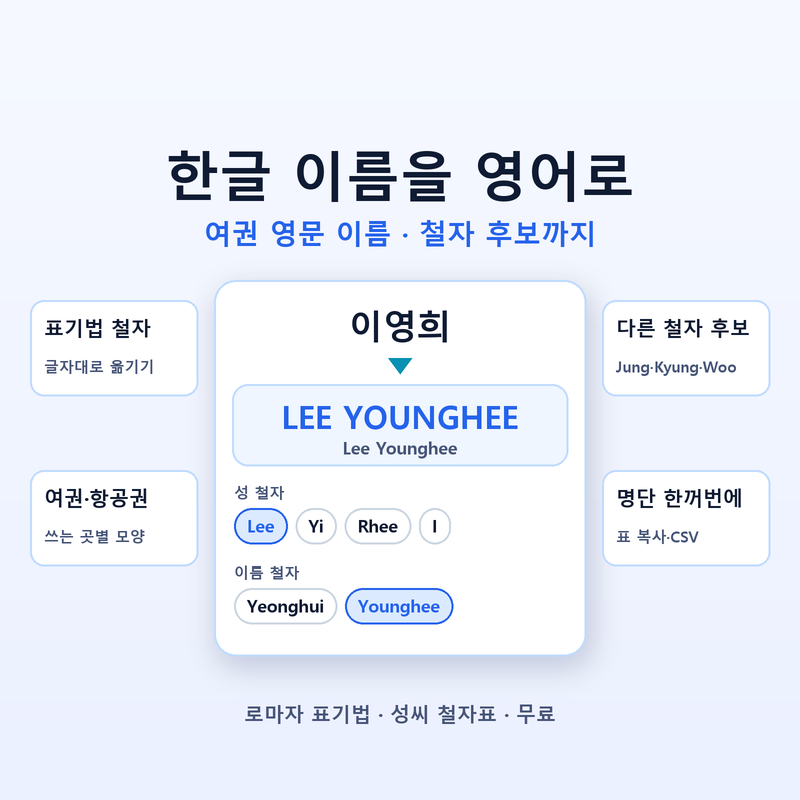 한글 이름을 영어로
여권 영문 이름 · 철자 후보까지
표기법 철자
글자대로 옮기기
여권·항공권
쓰는 곳별 모양
이영희
LEE YOUNGHEE
Lee Younghee
성 철자
Lee Yi Rhee I
이름 철자
Yeonghui Younghee
다른 철자 후보
Jung·Kyung·Woo
명단 한꺼번에
표 복사·CSV
로마자 표기법 · 성씨 철자표 · 무료